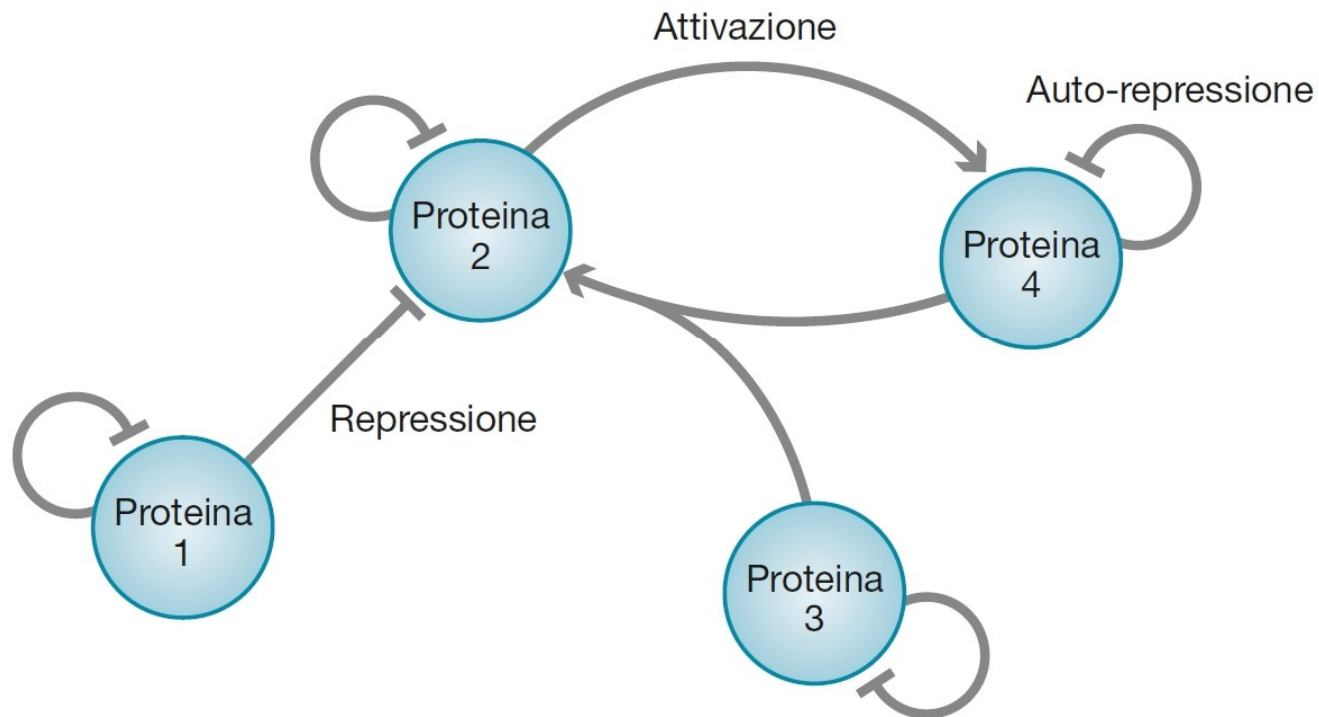 Attivazione
Auto-repressione
Proteina
2
Proteina
4
Repressione
Proteina
1
Proteina
3